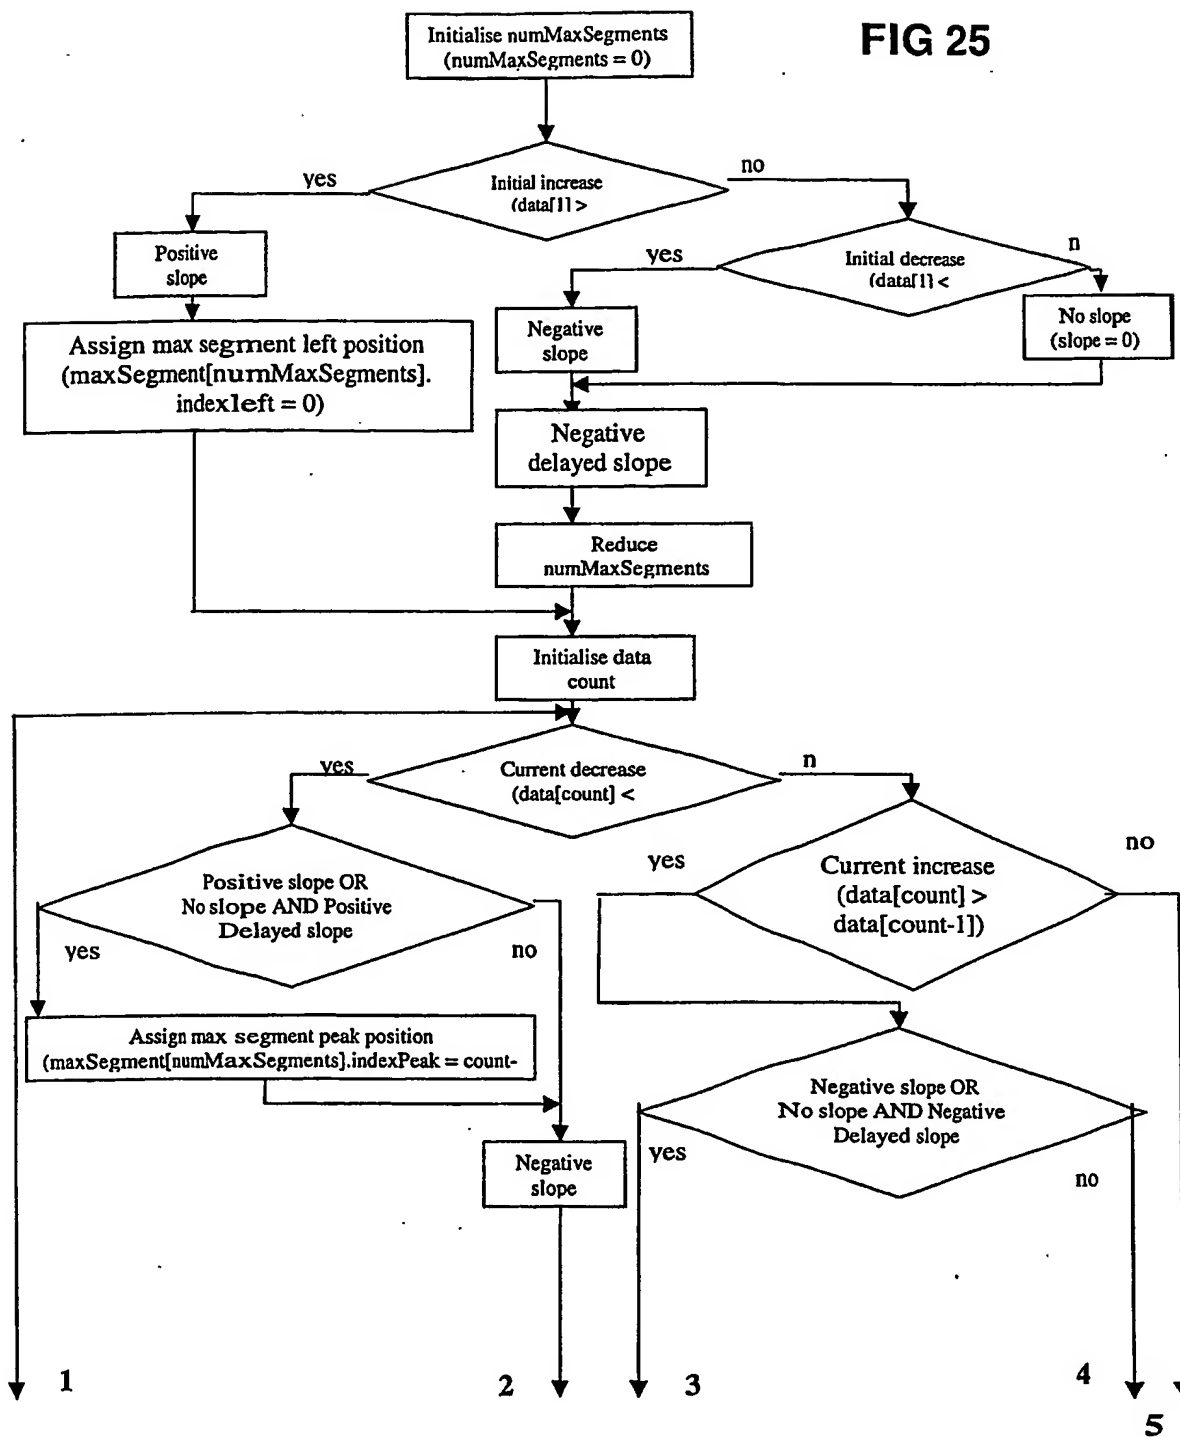 FIG 25
Initialise numMaxSegments
(numMaxSegments = 0)
Initial increase
(data[1] >
yes
no
Positive
slope
Initial decrease
(data[1] <
yes
n
Assign max segment left position
(maxSegment[numMaxSegments].
indexleft = 0)
Negative
slope
No slope
(slope = 0)
Negative
delayed slope
Reduce
numMaxSegments
Initialise data
count
Current decrease
(data[count] <
yes
n
Positive slope OR
No slope AND Positive
Delayed slope
yes
no
Current increase
(data[count] >
data[count-1])
yes
no
Assign max segment peak position
(maxSegment[numMaxSegments].indexPeak = count-
Negative slope OR
No slope AND Negative
Delayed slope
yes
no
Negative
slope
1
2
3
4
5